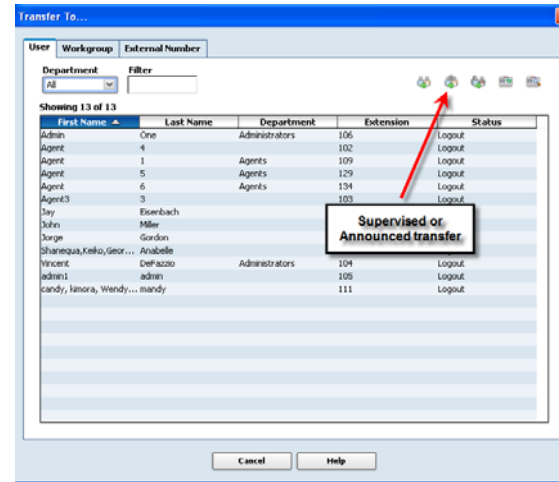 Transfer To...
User Workgroup External Number
Department Filter
All
Showing 13 of 13
First Name Last Name Department Extension Status
Admin One Administrators 106 Logout
Agent 4 102 Logout
Agent 1 Agents 109 Logout
Agent 5 Agents 129 Logout
Agent 6 Agents 134 Logout
Agent3 3 103 Logout
Jay Eisenbach
John Miller
Jorge Gordon
Supervised or
Announced transfer
Shanequa,Keiko,Geor... Anabelle
Vincent DeFazzio Administrators 104 Logout
admin1 admin 105 Logout
candy, kimora, Wendy... mandy 111 Logout
Cancel Help